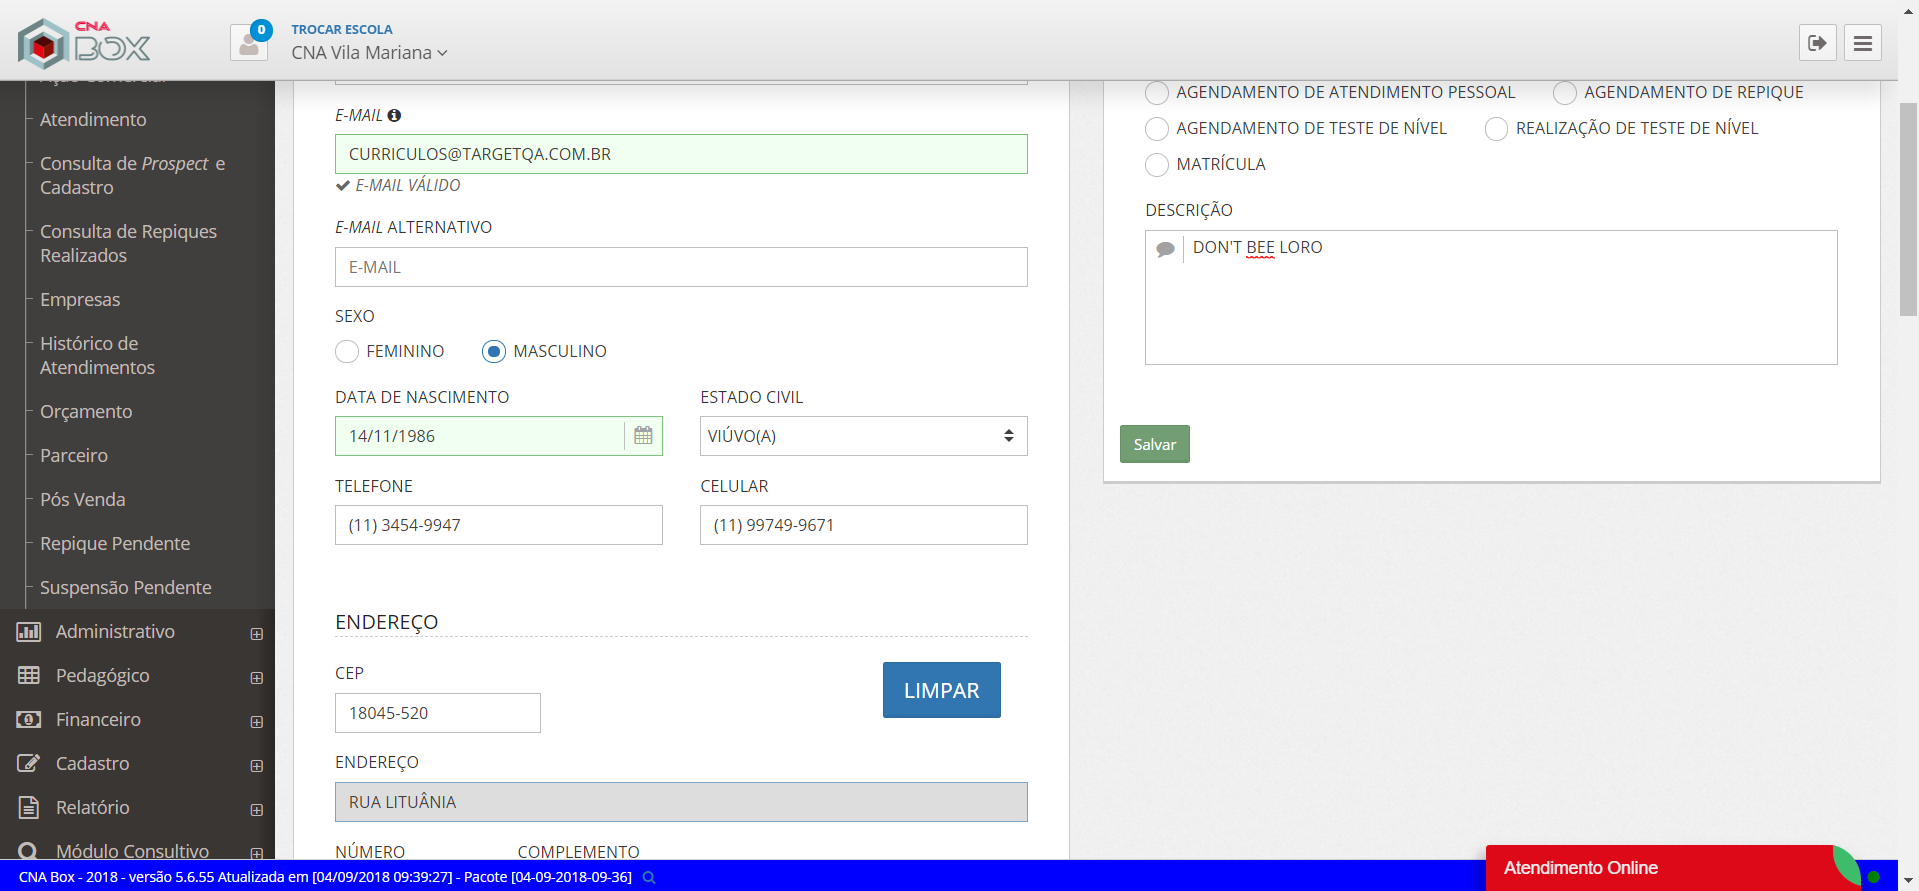 CNA
BOX
0
TROCAR ESCOLA
CNA Vila Mariana
Ação Comercial
Atendimento
Consulta de Prospect e
Cadastro
Consulta de Repiques
Realizados
Empresas
Histórico de
Atendimentos
Orçamento
Parceiro
Pós Venda
Repique Pendente
Suspensão Pendente
Administrativo
Pedagógico
Financeiro
Cadastro
Relatório
Módulo Consultivo
E-MAIL
CURRICULOS@TARGETQA.COM.BR
E-MAIL VÁLIDO
E-MAIL ALTERNATIVO
E-MAIL
SEXO
FEMININO MASCULINO
DATA DE NASCIMENTO ESTADO CIVIL
14/11/1986 VIÚVO(A)
TELEFONE CELULAR
(11) 3454-9947 (11) 99749-9671
ENDEREÇO
CEP
18045-520
LIMPAR
ENDEREÇO
RUA LITUÂNIA
NÚMERO COMPLEMENTO
AGENDAMENTO DE ATENDIMENTO PESSOAL AGENDAMENTO DE REPIQUE
AGENDAMENTO DE TESTE DE NÍVEL REALIZAÇÃO DE TESTE DE NÍVEL
MATRÍCULA
DESCRIÇÃO
DON'T BEE LORO
Salvar
CNA Box - 2018 - versão 5.6.55 Atualizada em [04/09/2018 09:39:27] - Pacote [04-09-2018-09-36]
Atendimento Online